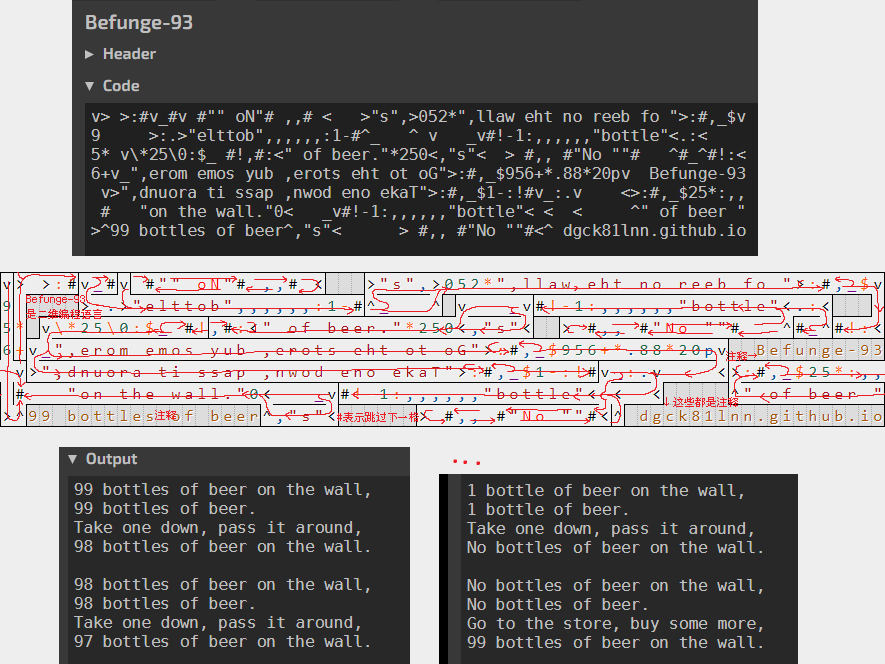 Befunge-93
► Header
▼ Code
v> >:#v_#v #"" oN"# ,,# <   >"s",>052*",llaw eht no reeb fo ">:#,_$v
9     >:.>"elttob",,,,,,:1-#^_   ^ v   _v#!-1:,,,,,,"bottle"<.:<
5* v\*25\0:$_ #!,#:<" of beer."*250<,"s"<  > #,, #"No ""#   ^#_^#!:<
6+v_",erom emos yub ,erots eht ot oG">:#,_$956+*.88*20pv  Befunge-93
 v>",dnuora ti ssap ,nwod eno ekaT">:#,_$1-:!#v_:.v    <>:#,_$25*:,,
 #   "on the wall."0<   _v#!-1:,,,,,,"bottle"< <  <     ^" of beer "
>^99 bottles of beer^,"s"<      > #,, #"No ""#<^ dgck81lnn.github.io
Befunge-93
是二维编程语言
注释→
注释
#表示跳过下一格
↓这些都是注释
▼ Output
99 bottles of beer on the wall,
99 bottles of beer.
Take one down, pass it around,
98 bottles of beer on the wall.
98 bottles of beer on the wall,
98 bottles of beer.
Take one down, pass it around,
97 bottles of beer on the wall.
...
1 bottle of beer on the wall,
1 bottle of beer.
Take one down, pass it around,
No bottles of beer on the wall.
No bottles of beer on the wall,
No bottles of beer.
Go to the store, buy some more,
99 bottles of beer on the wall.